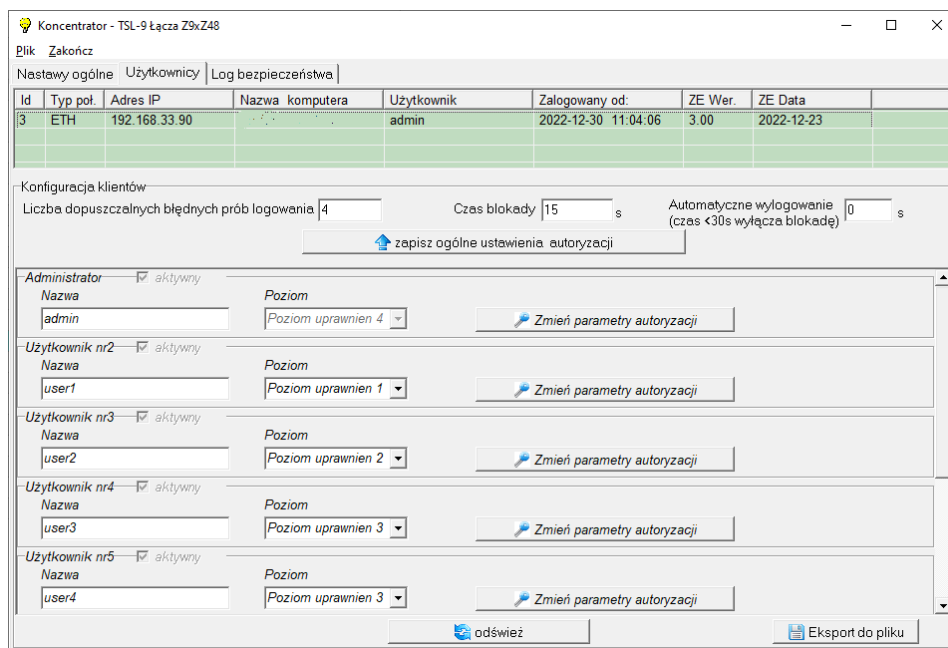 Koncentrator - TSL-9 Łącza Z9xZ48
Plik Zakończ
Nastawy ogólne Użytkownicy Log bezpieczeństwa
Id Typ poł. Adres IP Nazwa komputera Użytkownik Zalogowany od: ZE Wer. ZE Data
3 ETH 192.168.33.90 admin 2022-12-30 11:04:06 3.00 2022-12-23
Konfiguracja klientów
Liczba dopuszczalnych błędnych prób logowania 4 Czas blokady 15 s Automatyczne wylogowanie 0 s
(czas <30s wyłącza blokadę)
zapisz ogólne ustawienia autoryzacji
Administrator aktywny
Nazwa Poziom
admin Poziom uprawnien 4 Zmień parametry autoryzacji
Użytkownik nr2 aktywny
Nazwa Poziom
user1 Poziom uprawnien 1 Zmień parametry autoryzacji
Użytkownik nr3 aktywny
Nazwa Poziom
user2 Poziom uprawnien 2 Zmień parametry autoryzacji
Użytkownik nr4 aktywny
Nazwa Poziom
user3 Poziom uprawnien 3 Zmień parametry autoryzacji
Użytkownik nr5 aktywny
Nazwa Poziom
user4 Poziom uprawnien 3 Zmień parametry autoryzacji
odśwież Eksport do pliku